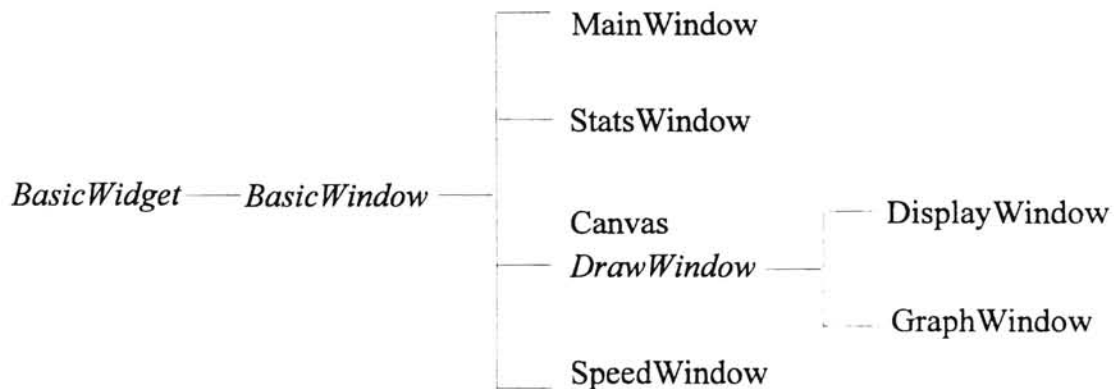 MainWindow
StatsWindow
BasicWidget
BasicWindow
Canvas
DrawWindow
DisplayWindow
GraphWindow
SpeedWindow